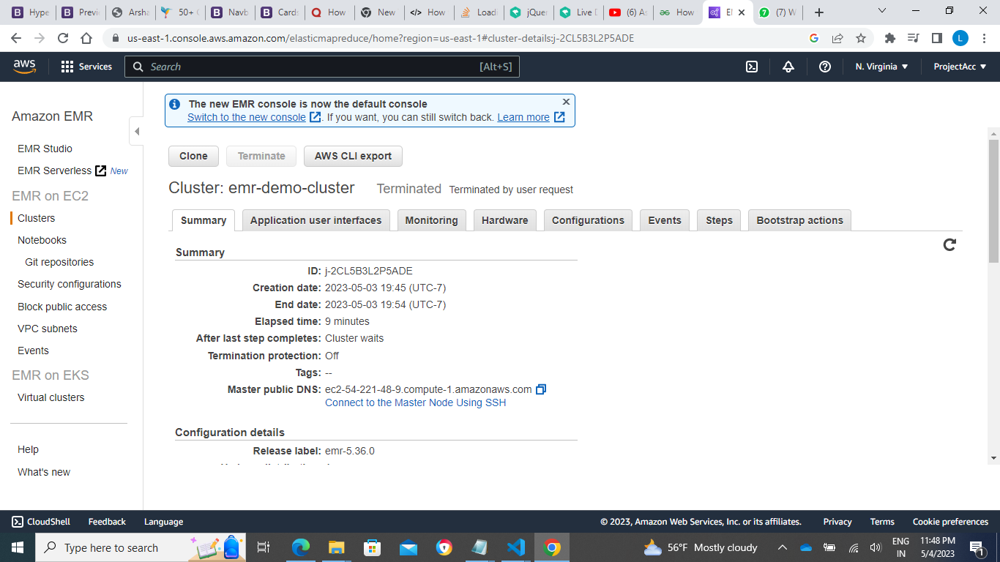 Hype
Previ
Arsha
50+ (
Navb
Cards
How
New
How
Loadi
jQuer
Live D
(6) As
How
El
(7) W
us-east-1.console.aws.amazon.com/elasticmapreduce/home?region=us-east-1#cluster-details:j-2CL5B3L2P5ADE
L
aws
Services
Search
[Alt+S]
N. Virginia
ProjectAcc
Amazon EMR
EMR Studio
EMR Serverless New
EMR on EC2
Clusters
Notebooks
Git repositories
Security configurations
Block public access
VPC subnets
Events
EMR on EKS
Virtual clusters
Help
What's new
The new EMR console is now the default console
Switch to the new console . If you want, you can still switch back. Learn more
Clone
Terminate
AWS CLI export
Cluster: emr-demo-cluster Terminated Terminated by user request
Summary
Application user interfaces
Monitoring
Hardware
Configurations
Events
Steps
Bootstrap actions
Summary
ID: j-2CL5B3L2P5ADE
Creation date: 2023-05-03 19:45 (UTC-7)
End date: 2023-05-03 19:54 (UTC-7)
Elapsed time: 9 minutes
After last step completes: Cluster waits
Termination protection: Off
Tags: --
Master public DNS: ec2-54-221-48-9.compute-1.amazonaws.com
Connect to the Master Node Using SSH
Configuration details
Release label: emr-5.36.0
CloudShell
Feedback
Language
© 2023, Amazon Web Services, Inc. or its affiliates.
Privacy
Terms
Cookie preferences
Type here to search
56°F Mostly cloudy
ENG
IN
11:48 PM
5/4/2023
1